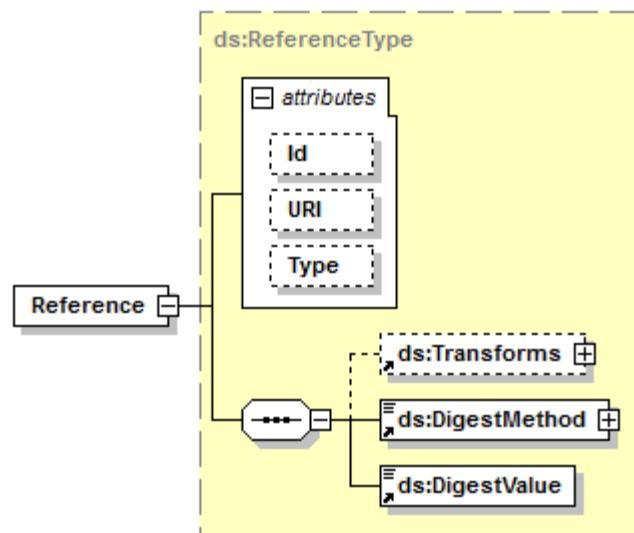 ds:ReferenceType
attributes
Id
URI
Type
Reference
ds:Transforms
ds:DigestMethod
ds:DigestValue